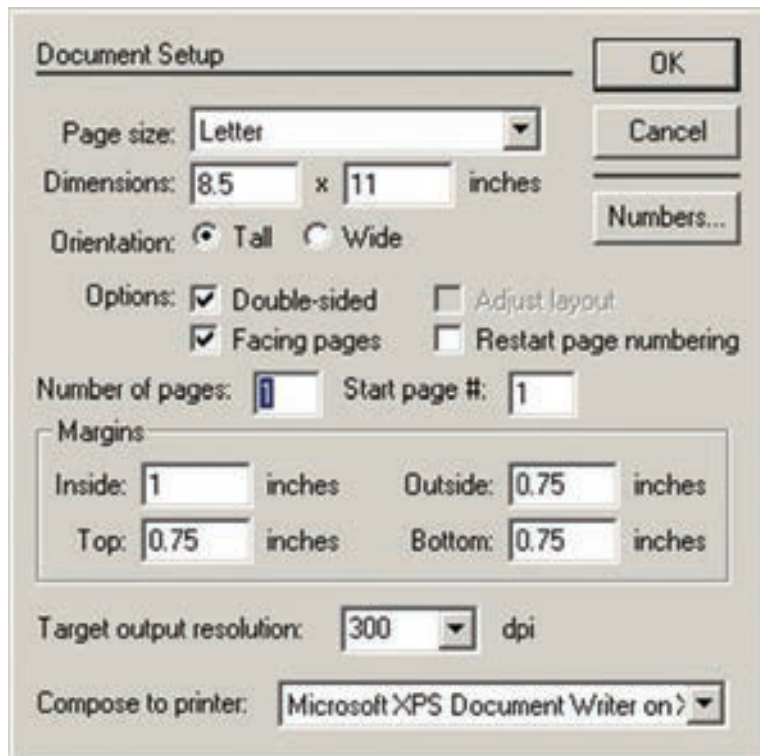 Document Setup
OK
Page size: Letter
Cancel
Dimensions: 8.5 x 11 inches
Numbers...
Orientation: Tall Wide
Options: Double-sided Adjust layout
Facing pages Restart page numbering
Number of pages: 1 Start page #: 1
Margins
Inside: 1 inches Outside: 0.75 inches
Top: 0.75 inches Bottom: 0.75 inches
Target output resolution: 300 dpi
Compose to printer: Microsoft XPS Document Writer on